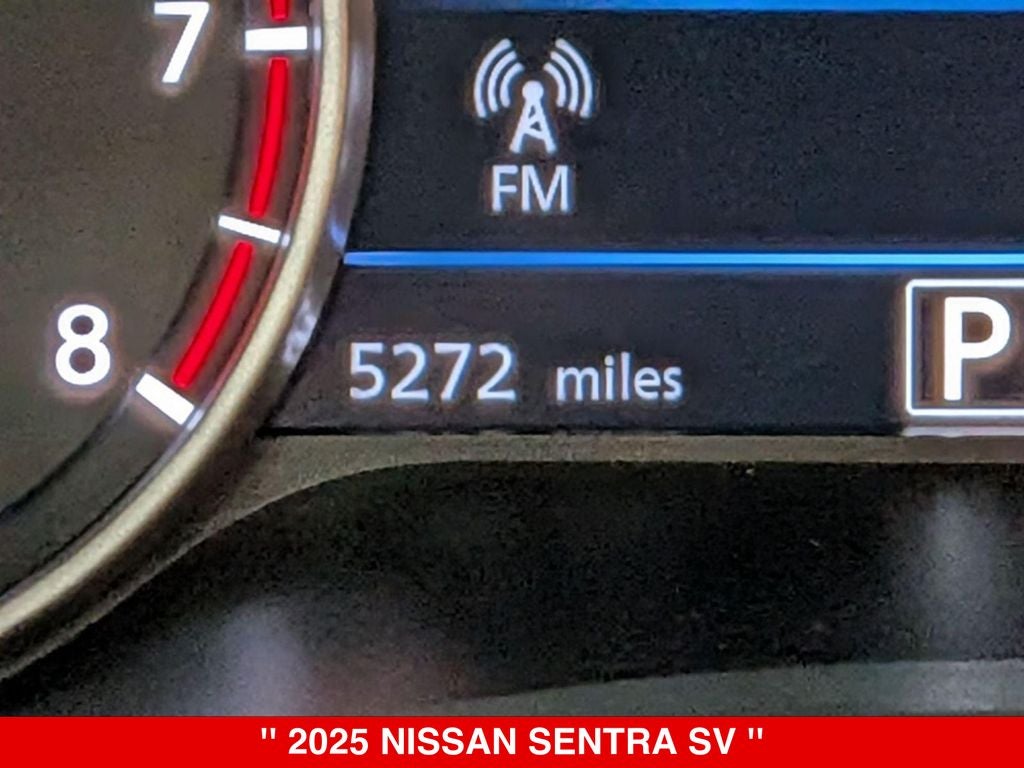 7
FM
8
5272 miles
P
" 2025 NISSAN SENTRA SV "